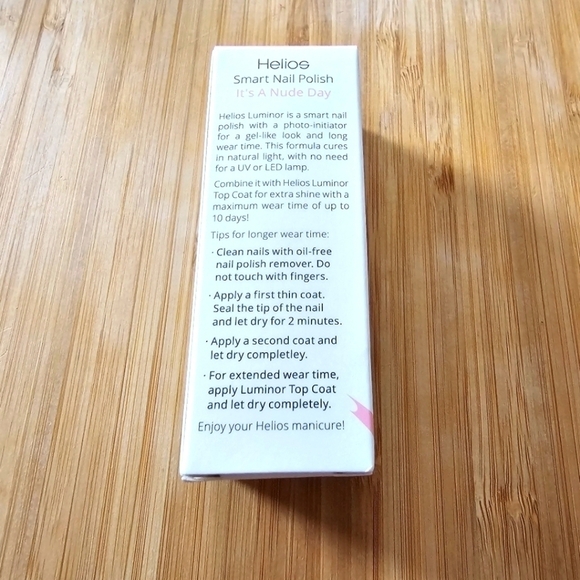 Helios
Smart Nail Polish
It's A Nude Day
Helios Luminor is a smart nail
polish with a photo-initiator
for a gel-like look and long
wear time. This formula cures
in natural light, with no need
for a UV or LED lamp.
Combine it with Helios Luminor
Top Coat for extra shine with a
maximum wear time of up to
10 days!
Tips for longer wear time:
· Clean nails with oil-free
nail polish remover. Do
not touch with fingers.
· Apply a first thin coat.
Seal the tip of the nail
and let dry for 2 minutes.
· Apply a second coat and
let dry completley.
· For extended wear time,
apply Luminor Top Coat
and let dry completely.
Enjoy your Helios manicure!